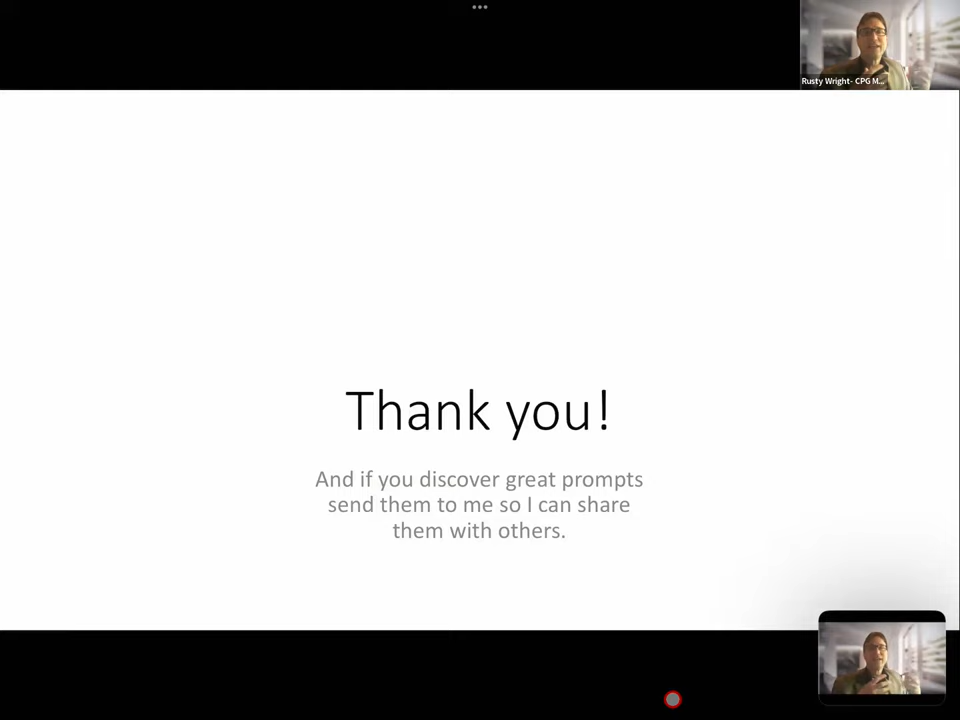 Rusty Wright- CPG M...
Thank you!
And if you discover great prompts
send them to me so I can share
them with others.